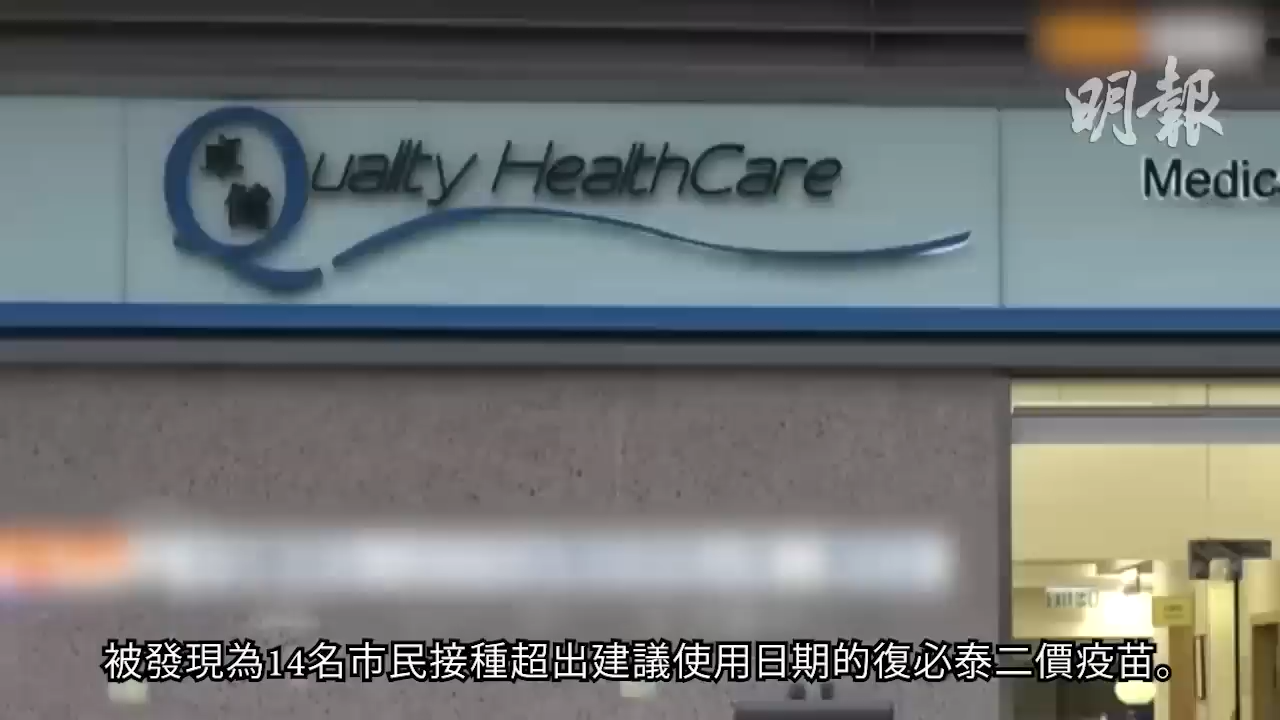 明報
卓健
Quality HealthCare
Medic
被發現為14名市民接種超出建議使用日期的復必泰二價疫苗。